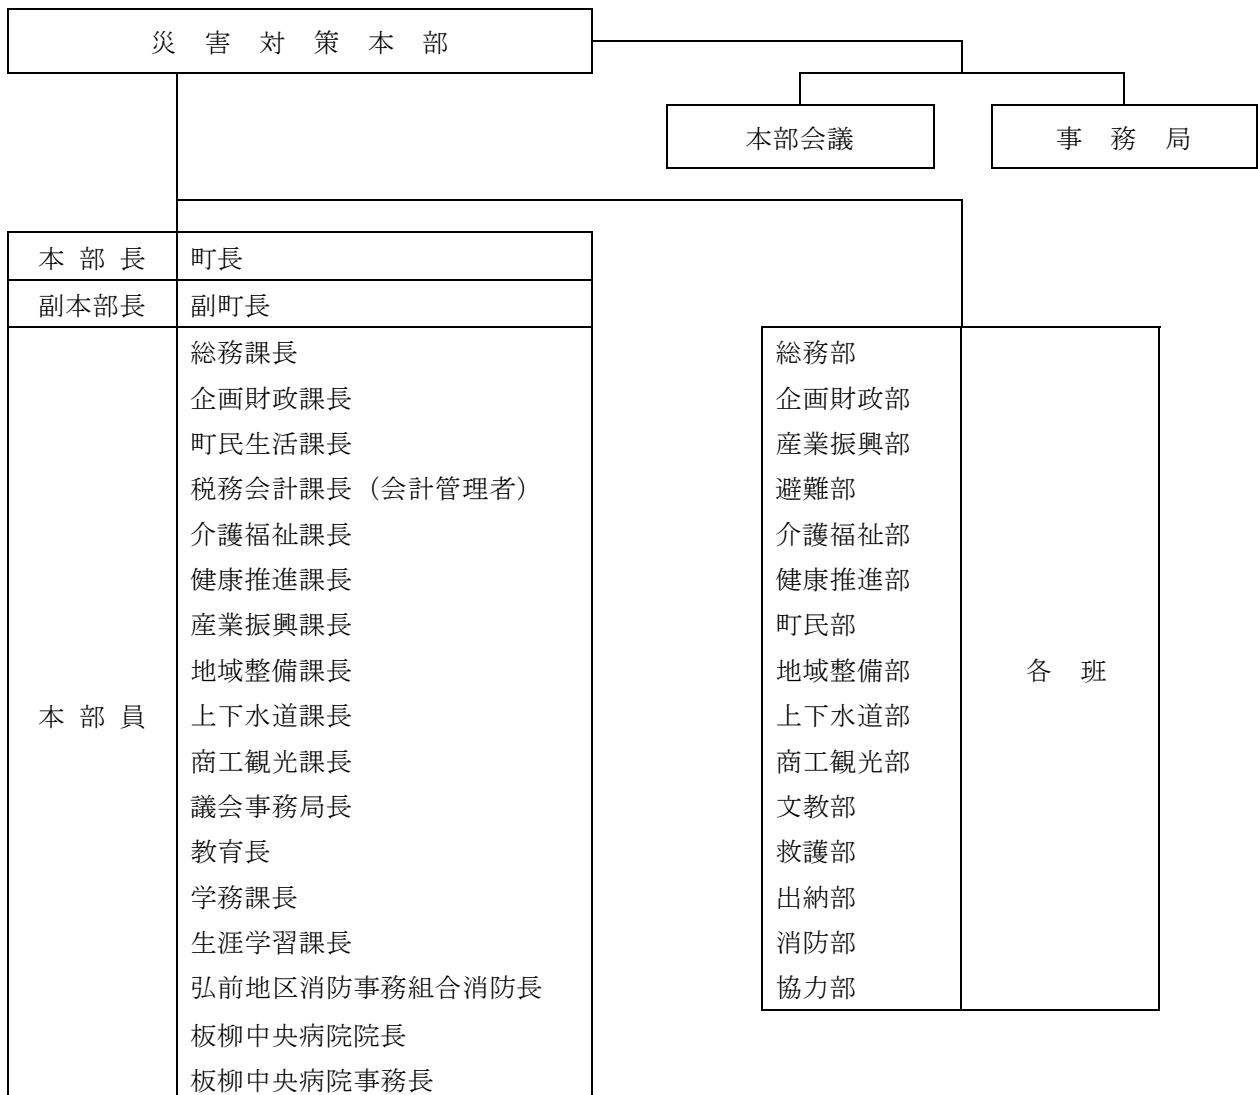 災害対策本部
本部会議
事務局
本部長 町長
副本部長 副町長
本部員
総務課長
企画財政課長
町民生活課長
税務会計課長（会計管理者）
介護福祉課長
健康推進課長
産業振興課長
地域整備課長
上下水道課長
商工観光課長
議会事務局長
教育長
学務課長
生涯学習課長
弘前地区消防事務組合消防長
板柳中央病院院長
板柳中央病院事務長
総務部
企画財政部
産業振興部
避難部
介護福祉部
健康推進部
町民部
地域整備部
上下水道部
商工観光部
文教部
救護部
出納部
消防部
協力部
各班